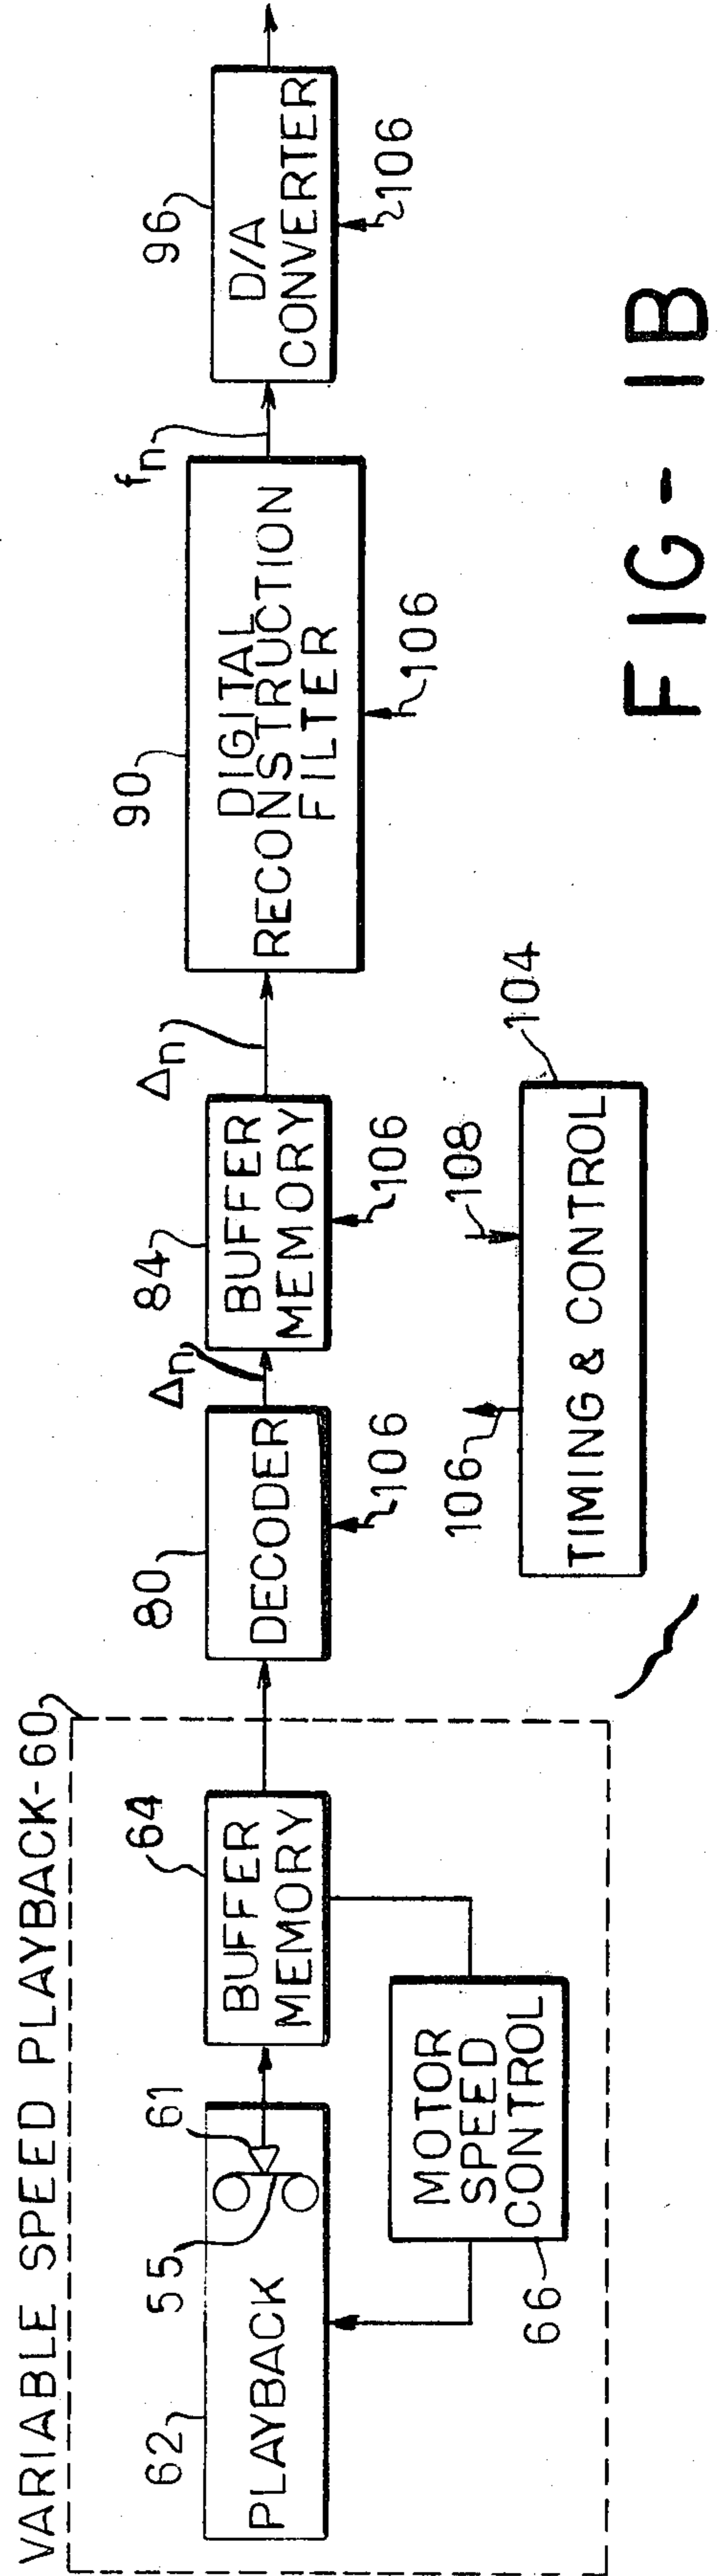 VARIABLE SPEED PLAYBACK-60
62
PLAYBACK
55
61
64
BUFFER
MEMORY
66
MOTOR
SPEED
CONTROL
80
DECODER
106
Δn
84
BUFFER
MEMORY
106
Δn
90
DIGITAL
RECONSTRUCTION
FILTER
106
fn
96
D/A
CONVERTER
106
106
108
104
TIMING & CONTROL
FIG-1B